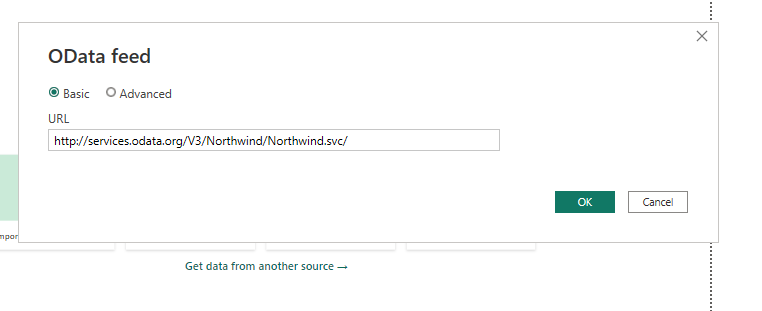 OData feed
Basic
Advanced
URL
http://services.odata.org/V3/Northwind/Northwind.svc/
OK
Cancel
Get data from another source →